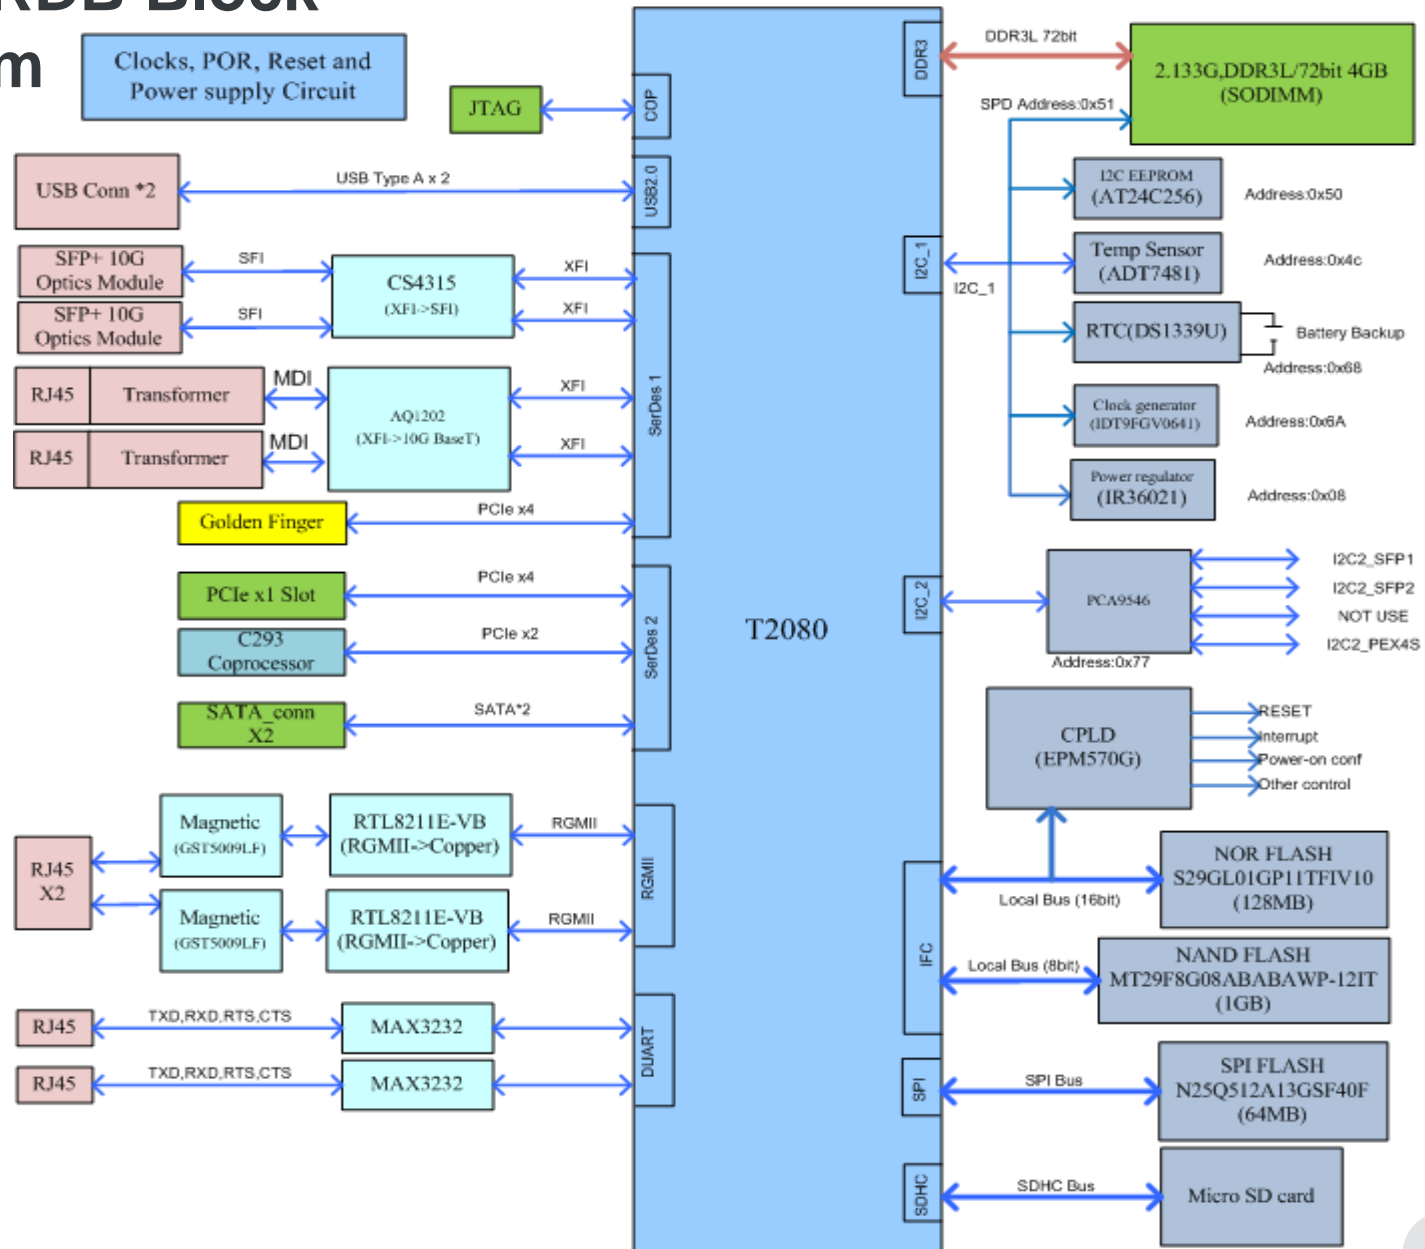 RDB Block
m
Clocks, POR, Reset and
Power supply Circuit
JTAG
COP
USB Conn *2
USB Type A x 2
USB2.0
SFP+ 10G
Optics Module
SFI
SFP+ 10G
Optics Module
SFI
CS4315
(XFI->SFI)
XFI
XFI
RJ45
Transformer
MDI
RJ45
Transformer
MDI
AQ1202
(XFI->10G BaseT)
XFI
XFI
SerDes 1
Golden Finger
PCIe x4
PCIe x1 Slot
PCIe x4
C293
Coprocessor
PCIe x2
SATA_conn
X2
SATA*2
SerDes 2
RJ45
X2
Magnetic
(GST5009LF)
RTL8211E-VB
(RGMII->Copper)
RGMII
Magnetic
(GST5009LF)
RTL8211E-VB
(RGMII->Copper)
RGMII
RGMII
RJ45
TXD,RXD,RTS,CTS
MAX3232
RJ45
TXD,RXD,RTS,CTS
MAX3232
DUART
T2080
DDR3
DDR3L 72bit
2.133G,DDR3L/72bit 4GB
(SODIMM)
SPD Address:0x51
I2C EEPROM
(AT24C256)
Address:0x50
I2C_1
I2C_1
Temp Sensor
(ADT7481)
Address:0x4c
RTC(DS1339U)
Battery Backup
Address:0x68
Clock generator
(IDT9FGV0641)
Address:0x6A
Power regulator
(IR36021)
Address:0x08
I2C_2
PCA9546
Address:0x77
I2C2_SFP1
I2C2_SFP2
NOT USE
I2C2_PEX4S
CPLD
(EPM570G)
RESET
Interrupt
Power-on conf
Other control
IFC
Local Bus (16bit)
NOR FLASH
S29GL01GP11TFIV10
(128MB)
Local Bus (8bit)
NAND FLASH
MT29F8G08ABABAWP-12IT
(1GB)
SPI
SPI Bus
SPI FLASH
N25Q512A13GSF40F
(64MB)
SDHC
SDHC Bus
Micro SD card